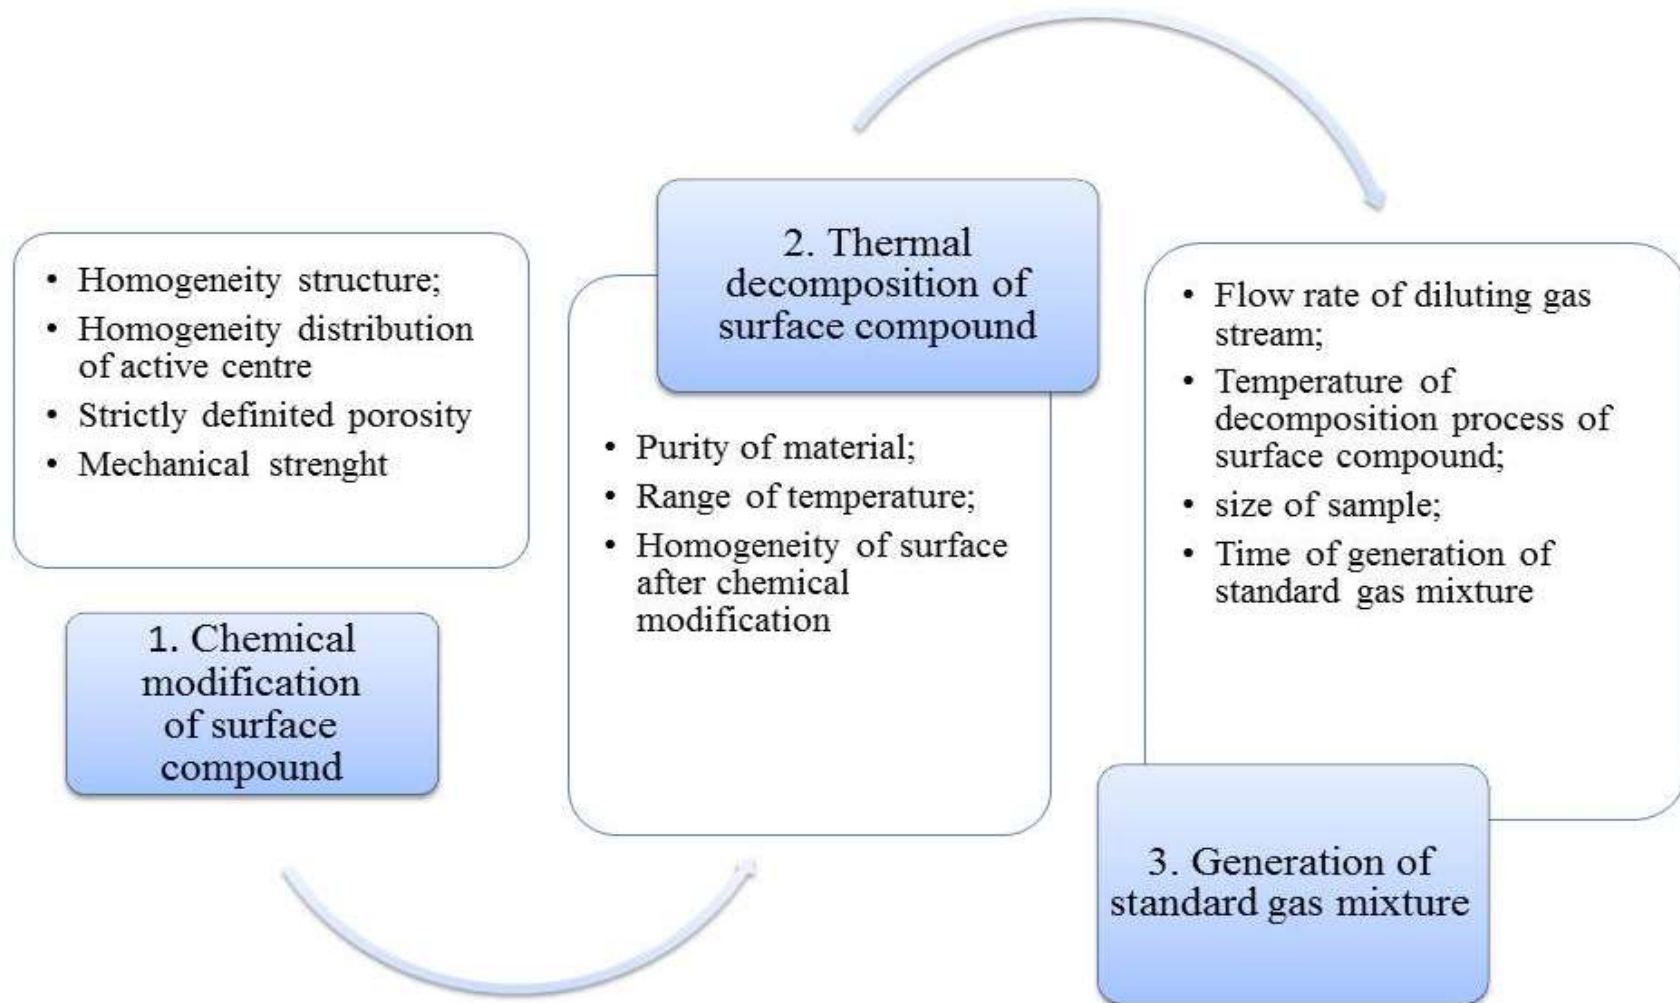 • Homogeneity structure;
• Homogeneity distribution
of active centre
• Strictly definited porosity
• Mechanical strenght
1. Chemical
modification
of surface
compound
2. Thermal
decomposition of
surface compound
• Purity of material;
• Range of temperature;
• Homogeneity of surface
after chemical
modification
• Flow rate of diluting gas
stream;
• Temperature of
decomposition process of
surface compound;
• size of sample;
• Time of generation of
standard gas mixture
3. Generation of
standard gas mixture